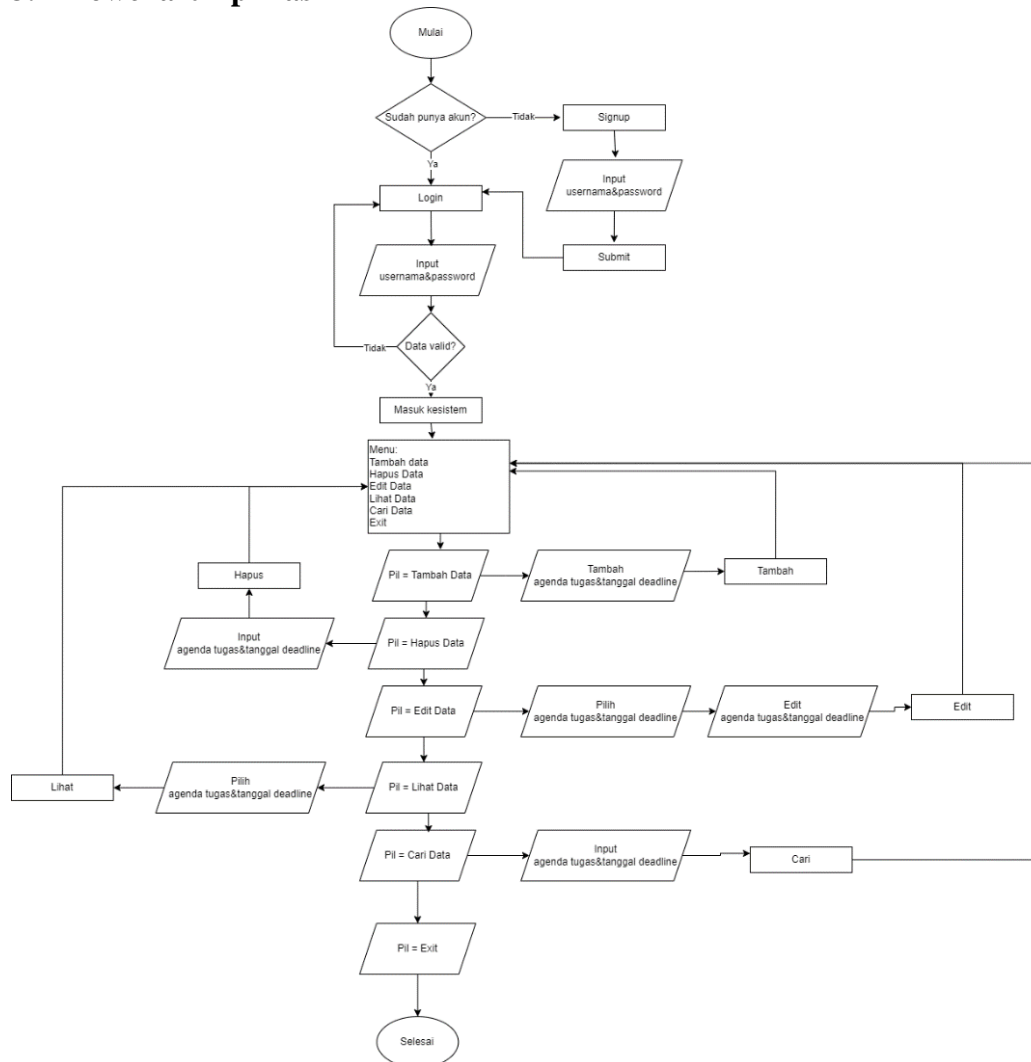 Mulai
Sudah punya akun?
Tidak
Signup
Ya
Input
usernama&password
Login
Submit
Input
usernama&password
Tidak
Data valid?
Ya
Masuk kesistem
Menu:
Tambah data
Hapus Data
Edit Data
Lihat Data
Cari Data
Exit
Pil = Tambah Data
Tambah
agenda tugas&tanggal deadline
Tambah
Hapus
Input
agenda tugas&tanggal deadline
Pil = Hapus Data
Pil = Edit Data
Pilih
agenda tugas&tanggal deadline
Edit
agenda tugas&tanggal deadline
Edit
Lihat
Pilih
agenda tugas&tanggal deadline
Pil = Lihat Data
Pil = Cari Data
Input
agenda tugas&tanggal deadline
Cari
Pil = Exit
Selesai